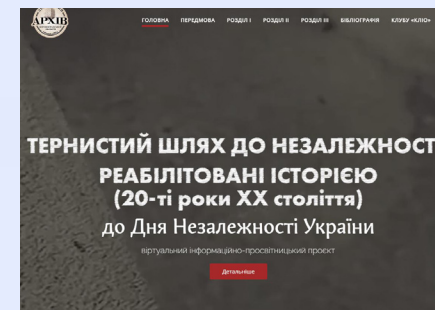 АРХІВ
ГОЛОВНА ПЕРЕДМОВА РОЗДІЛ І РОЗДІЛ ІІ РОЗДІЛ ІІІ БІБЛІОГРАФІЯ КЛУБУ «КЛІО»
ТЕРНИСТИЙ ШЛЯХ ДО НЕЗАЛЕЖНОСТ
РЕАБІЛІТОВАНІ ІСТОРІЄЮ
(20-ті роки ХХ століття)
до Дня Незалежності України
віртуальний інформаційно-просвітницький проєкт
Детальніше